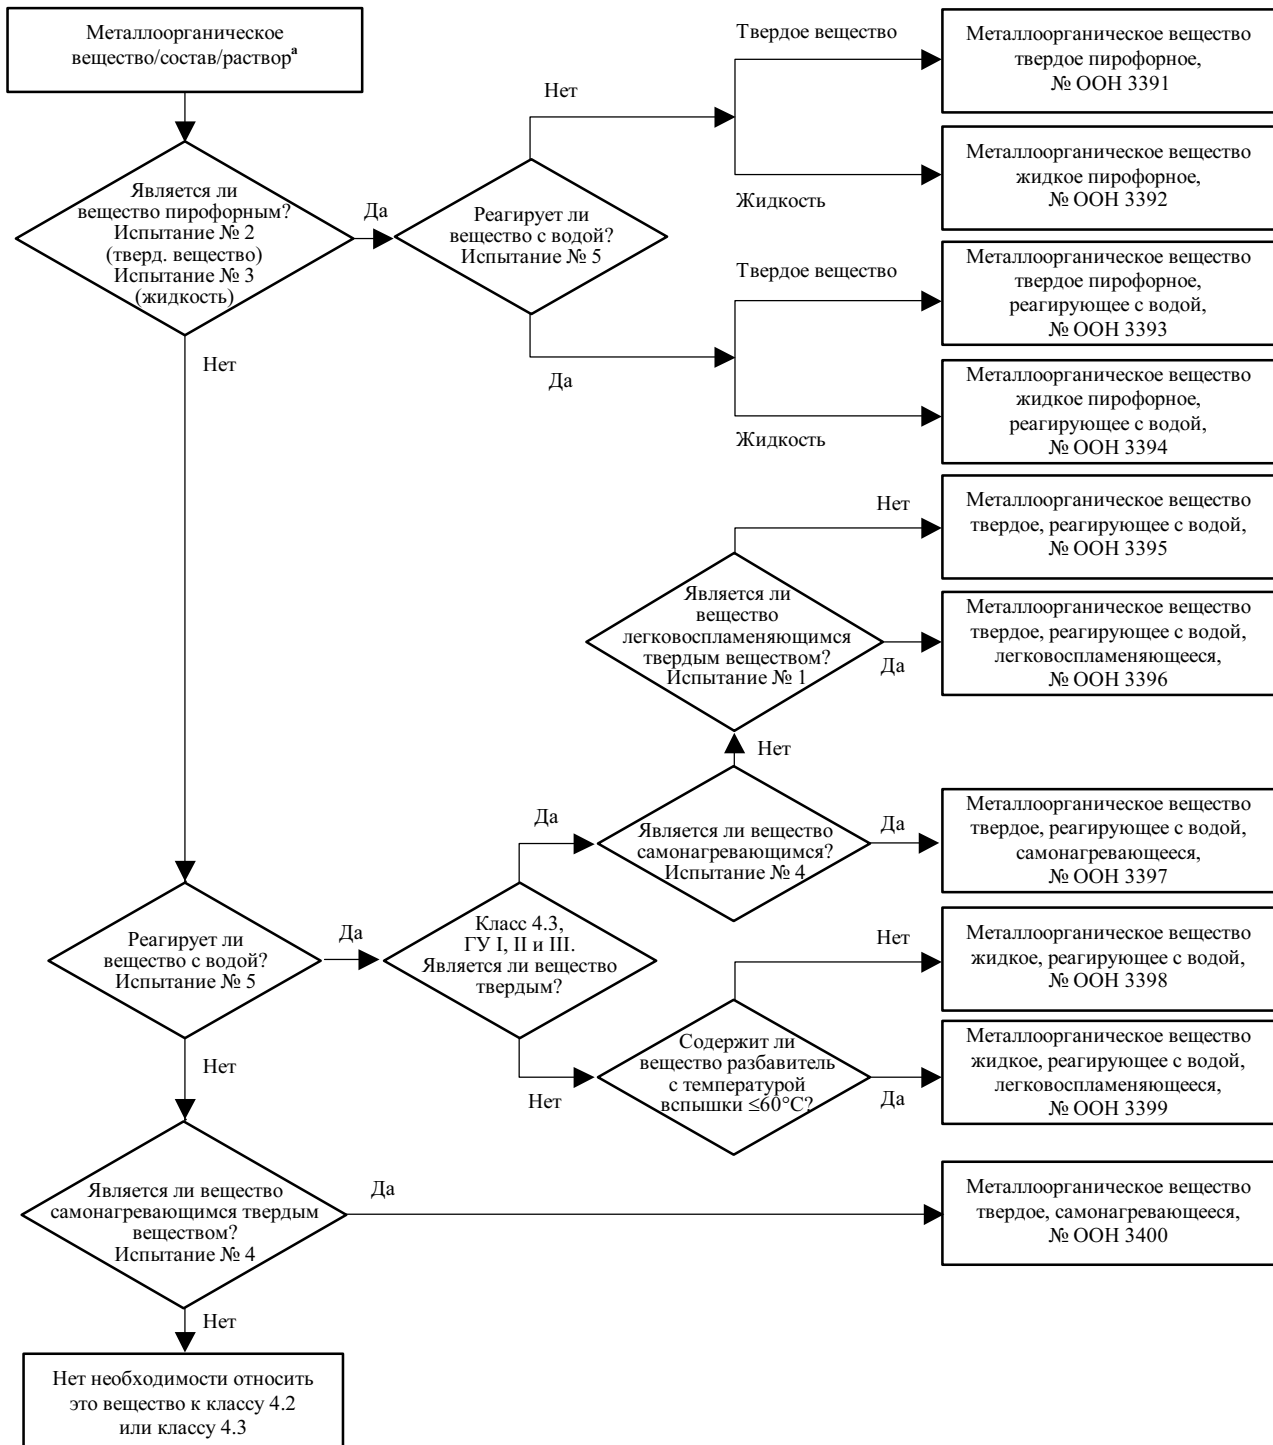 Металлоорганическое
вещество/состав/растворᵃ
Твердое вещество
Металлоорганическое вещество
твердое пирофорное,
№ ООН 3391
Нет
Металлоорганическое вещество
жидкое пирофорное,
№ ООН 3392
Жидкость
Является ли
вещество пирофорным?
Испытание № 2
(тверд. вещество)
Испытание № 3
(жидкость)
Да
Реагирует ли
вещество с водой?
Испытание № 5
Твердое вещество
Металлоорганическое вещество
твердое пирофорное,
реагирующее с водой,
№ ООН 3393
Нет
Да
Металлоорганическое вещество
жидкое пирофорное,
реагирующее с водой,
№ ООН 3394
Жидкость
Нет
Металлоорганическое вещество
твердое, реагирующее с водой,
№ ООН 3395
Является ли
вещество
легковоспламеняющимся
твердым веществом?
Испытание № 1
Да
Металлоорганическое вещество
твердое, реагирующее с водой,
легковоспламеняющееся,
№ ООН 3396
Нет
Да
Является ли вещество
самонагревающимся?
Испытание № 4
Да
Металлоорганическое вещество
твердое, реагирующее с водой,
самонагревающееся,
№ ООН 3397
Реагирует ли
вещество с водой?
Испытание № 5
Да
Класс 4.3,
ГУ I, II и III.
Является ли вещество
твердым?
Нет
Металлоорганическое вещество
жидкое, реагирующее с водой,
№ ООН 3398
Нет
Нет
Содержит ли
вещество разбавитель
с температурой
вспышки ≤60°C?
Да
Металлоорганическое вещество
жидкое, реагирующее с водой,
легковоспламеняющееся,
№ ООН 3399
Является ли вещество
самонагревающимся твердым
веществом?
Испытание № 4
Да
Металлоорганическое вещество
твердое, самонагревающееся,
№ ООН 3400
Нет
Нет необходимости относить
это вещество к классу 4.2
или классу 4.3